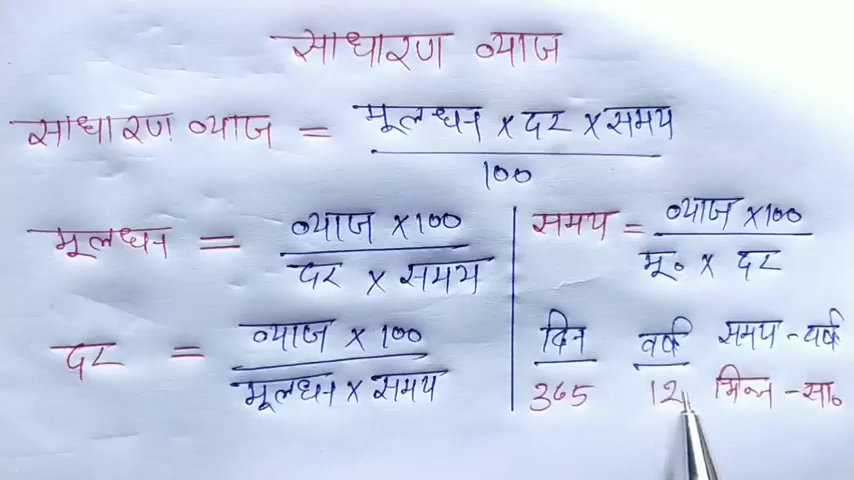 साधारण ब्याज
साधारण ब्याज = मूलधन x दर x समय
100
मूलधन = ब्याज x 100
दर x समय
दर = ब्याज x 100
मूलधन x समय
समय = ब्याज x 100
मू० x दर
दिन वर्ष समय - वर्ष
365 12 भिन्न - सा०